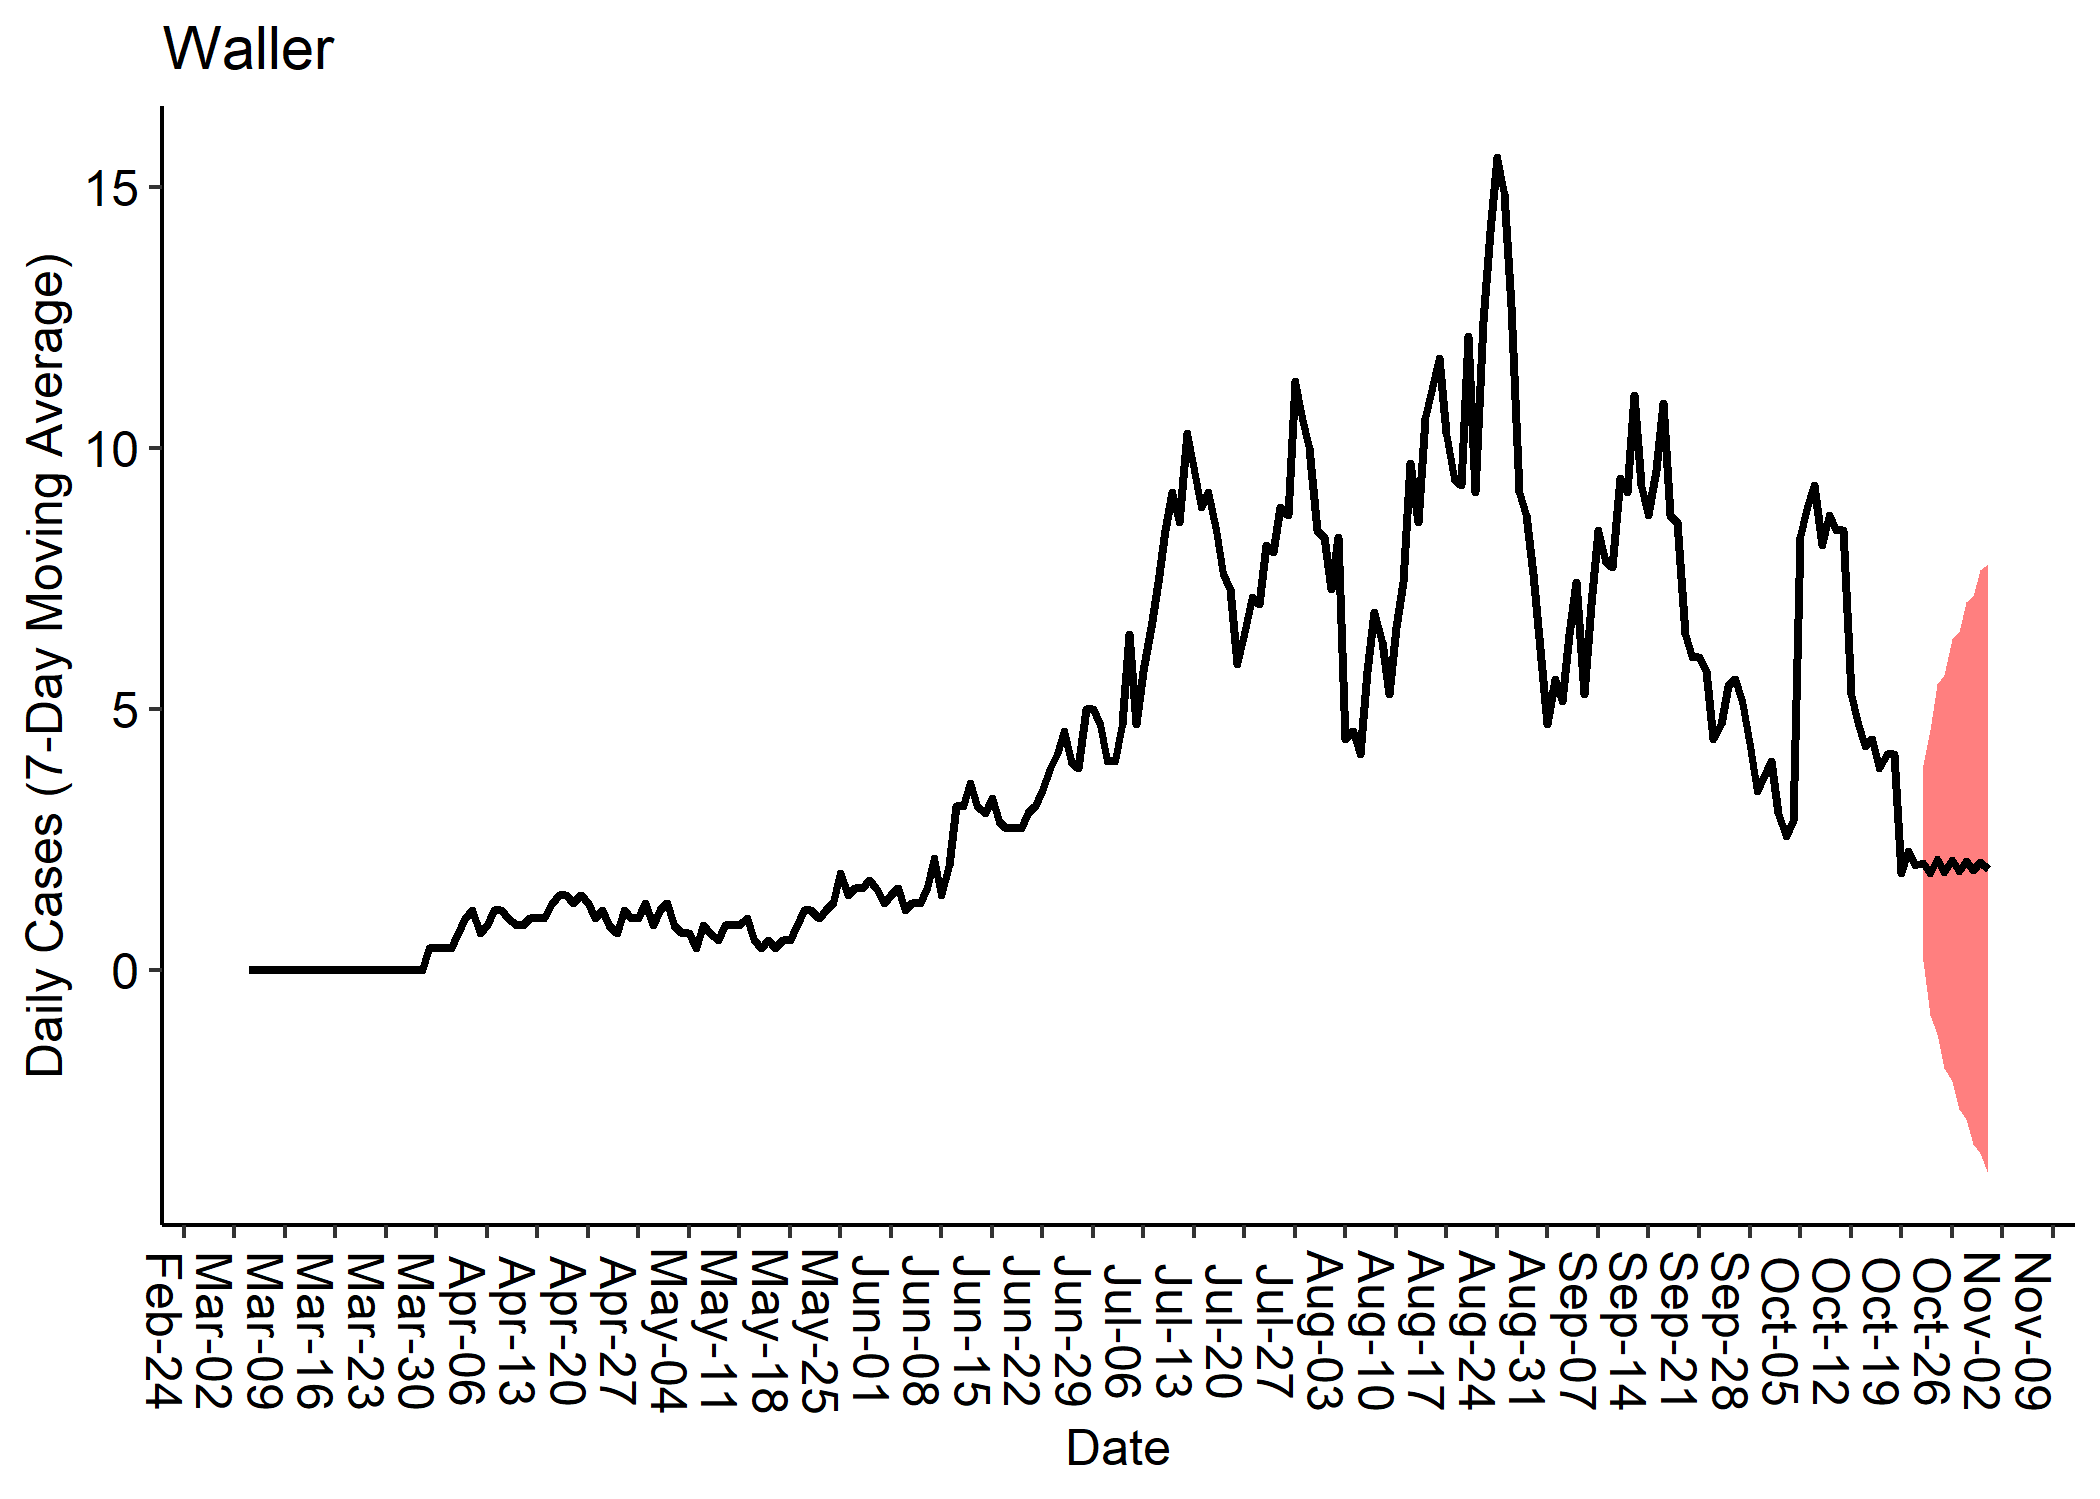 Waller
Daily Cases (7-Day Moving Average)
15
10
5
0
Feb-24
Mar-02
Mar-09
Mar-16
Mar-23
Mar-30
Apr-06
Apr-13
Apr-20
Apr-27
May-04
May-11
May-18
May-25
Jun-01
Jun-08
Jun-15
Jun-22
Jun-29
Jul-06
Jul-13
Jul-20
Jul-27
Aug-03
Aug-10
Aug-17
Aug-24
Aug-31
Sep-07
Sep-14
Sep-21
Sep-28
Oct-05
Oct-12
Oct-19
Oct-26
Nov-02
Nov-09
Date